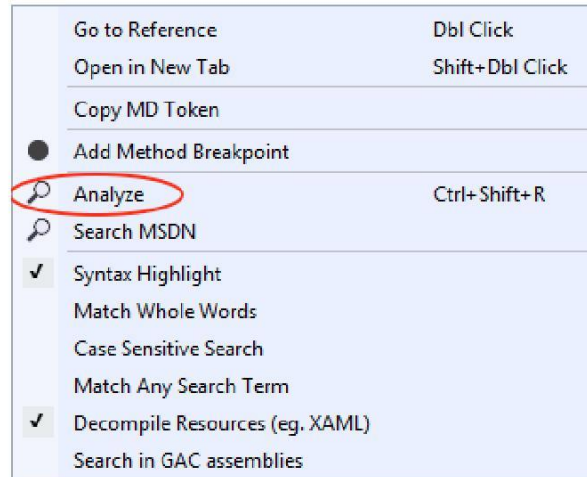 Go to Reference Dbl Click
Open in New Tab Shift+Dbl Click
Copy MD Token
Add Method Breakpoint
Analyze Ctrl+Shift+R
Search MSDN
Syntax Highlight
Match Whole Words
Case Sensitive Search
Match Any Search Term
Decompile Resources (eg. XAML)
Search in GAC assemblies